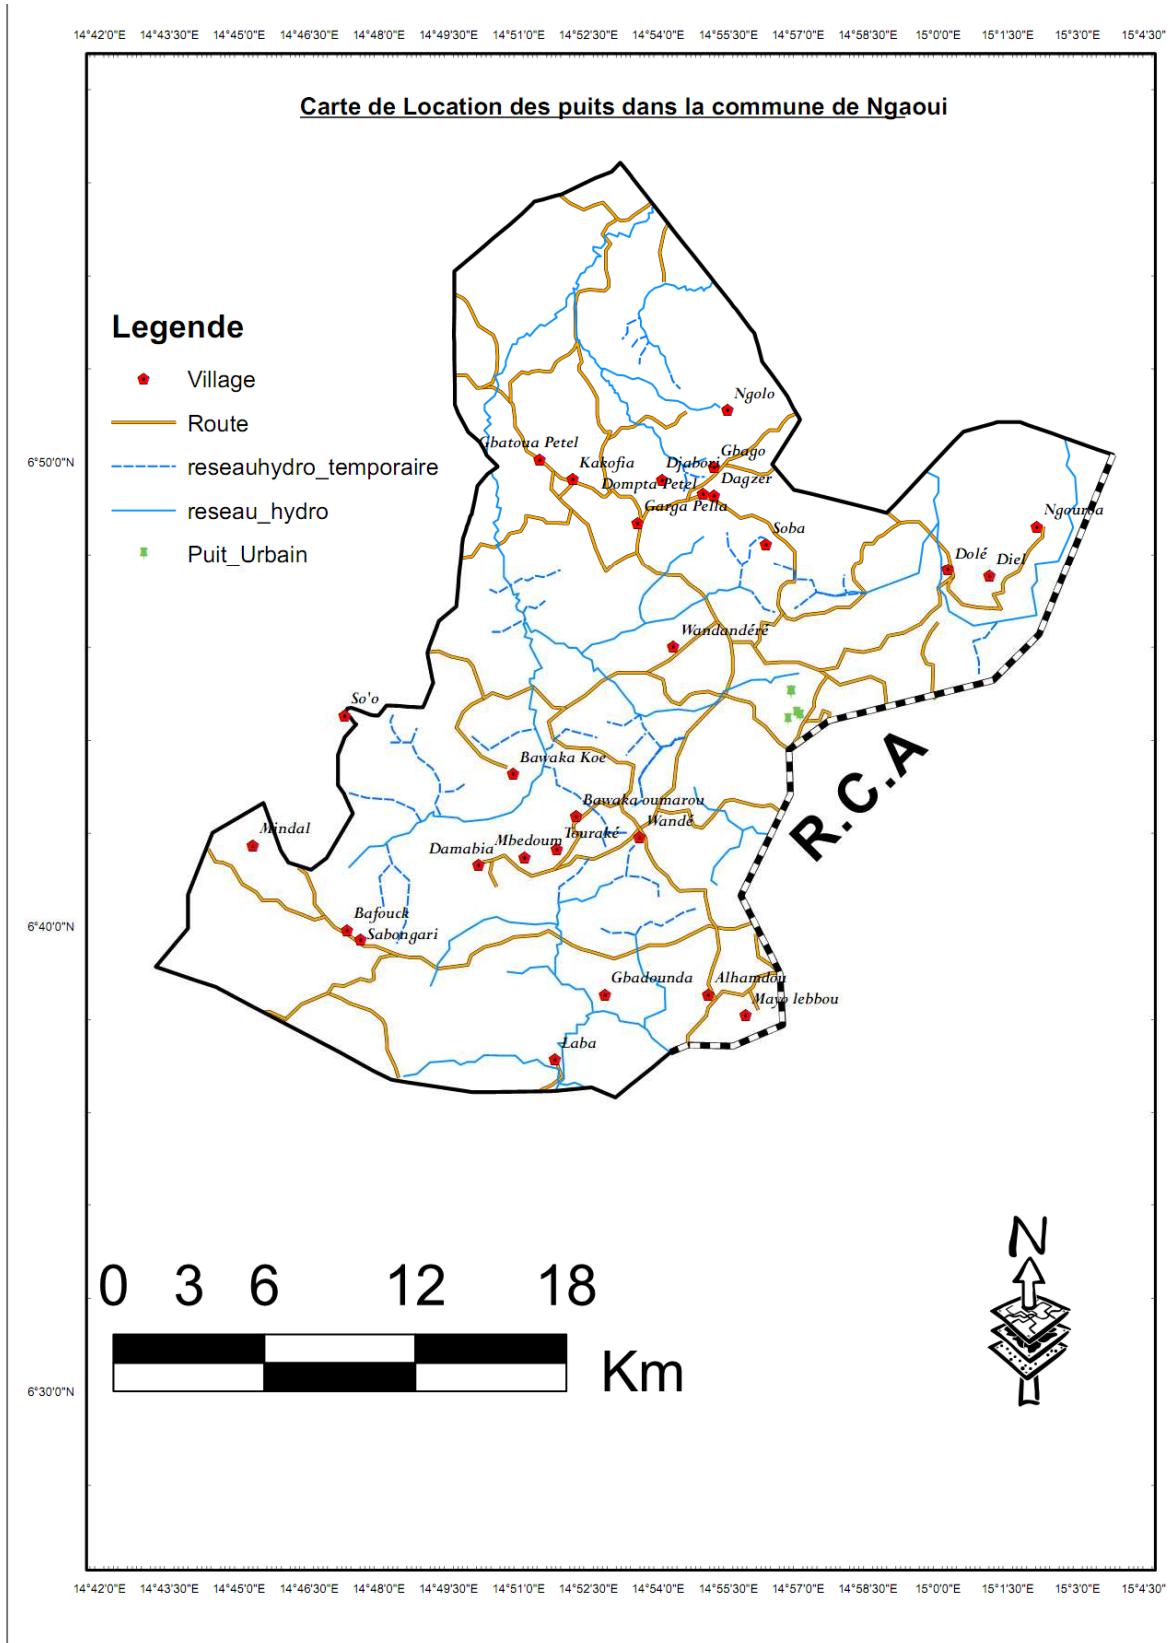 14°42'0"E 14°43'30"E 14°45'0"E 14°46'30"E 14°48'0"E 14°49'30"E 14°51'0"E 14°52'30"E 14°54'0"E 14°55'30"E 14°57'0"E 14°58'30"E 15°0'0"E 15°1'30"E 15°3'0"E 15°4'30"
Carte de Location des puits dans la commune de Ngaoui
Legende
Village
Route
reseauhydro_temporaire
reseau_hydro
Puit_Urbain
Ngolo
Gbatoua Petel
Gbago
6°50'0"N
Kakofia
Djabori
Dompta Petel
Dagzer
Garga Pella
Ngouroa
Soba
Dolé
Diel
Wandandéré
So'o
R.C.A
Bawaka Koe
Bawaka oumarou
Mindal
Wandé
Touraké
Mbedoum
Damabia
Bafouck
6°40'0"N
Sabongari
Gbadounda
Alhamdou
Mayo lebbou
Laba
N
0 3 6 12 18
Km
6°30'0"N
14°42'0"E 14°43'30"E 14°45'0"E 14°46'30"E 14°48'0"E 14°49'30"E 14°51'0"E 14°52'30"E 14°54'0"E 14°55'30"E 14°57'0"E 14°58'30"E 15°0'0"E 15°1'30"E 15°3'0"E 15°4'30"